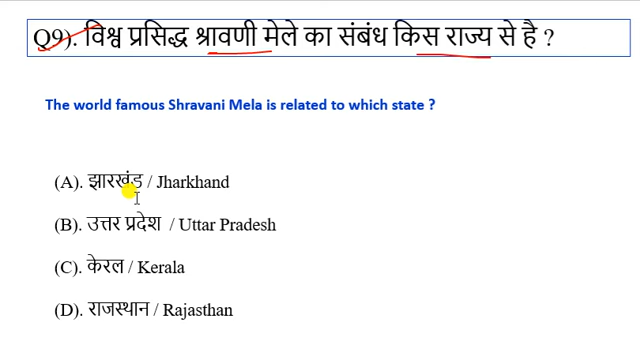 Q9). विश्व प्रसिद्ध श्रावणी मेले का संबंध किस राज्य से है ?
The world famous Shravani Mela is related to which state ?
(A). झारखंड / Jharkhand
(B). उत्तर प्रदेश / Uttar Pradesh
(C). केरल / Kerala
(D). राजस्थान / Rajasthan